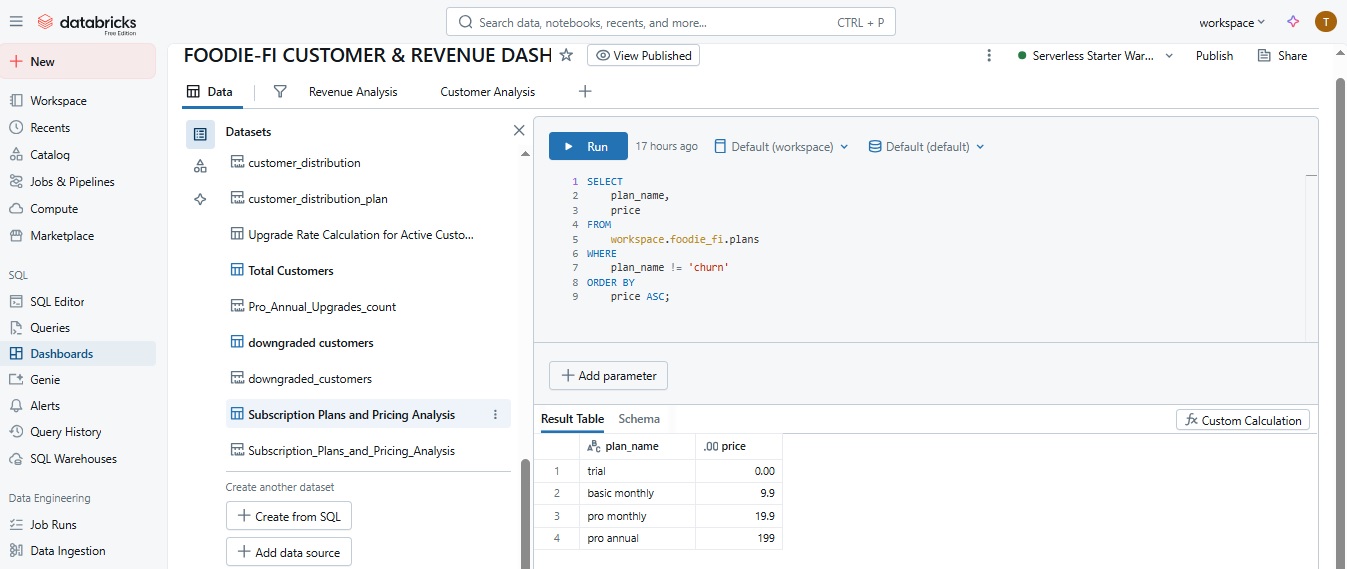 databricks
Free Edition
Search data, notebooks, recents, and more...
CTRL + P
workspace
T
New
Workspace
Recents
Catalog
Jobs & Pipelines
Compute
Marketplace
SQL
SQL Editor
Queries
Dashboards
Genie
Alerts
Query History
SQL Warehouses
Data Engineering
Job Runs
Data Ingestion
FOODIE-FI CUSTOMER & REVENUE DASH
View Published
Serverless Starter War...
Publish
Share
Data
Revenue Analysis
Customer Analysis
Datasets
customer_distribution
customer_distribution_plan
Upgrade Rate Calculation for Active Custo...
Total Customers
Pro_Annual_Upgrades_count
downgraded customers
downgraded_customers
Subscription Plans and Pricing Analysis
Subscription_Plans_and_Pricing_Analysis
Create another dataset
Create from SQL
Add data source
Run
17 hours ago
Default (workspace)
Default (default)
1 SELECT
2 plan_name,
3 price
4 FROM
5 workspace.foodie_fi.plans
6 WHERE
7 plan_name != 'churn'
8 ORDER BY
9 price ASC;
Add parameter
Result Table
Schema
fx Custom Calculation
ABC plan_name .00 price
1 trial 0.00
2 basic monthly 9.9
3 pro monthly 19.9
4 pro annual 199